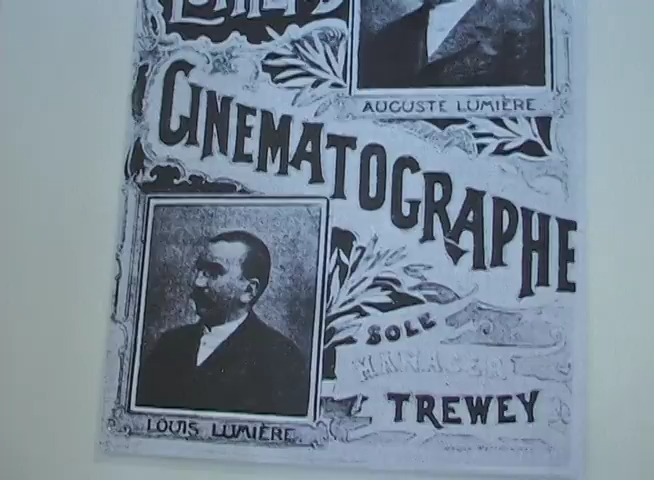 AUGUSTE LUMIÈRE
CINEMATOGRAPHE
SOLE
MANAGER
TREWEY
LOUIS LUMIÈRE